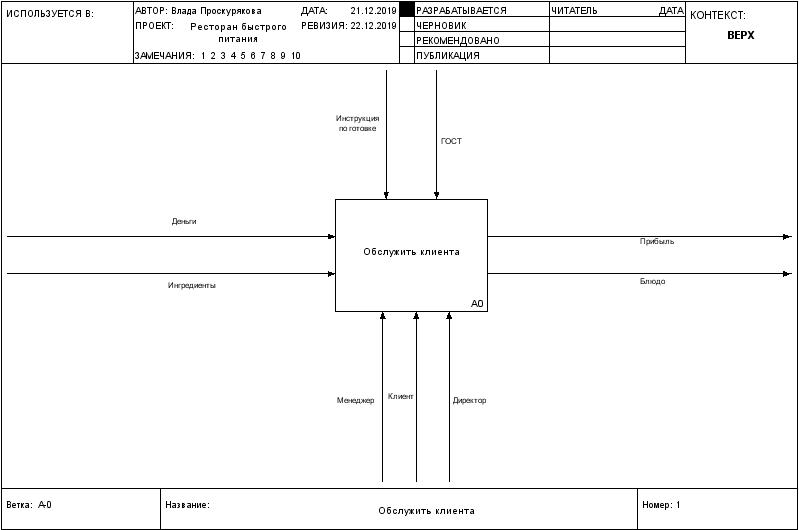 ИСПОЛЬЗУЕТСЯ В:
АВТОР: Влада Проскурякова
ДАТА: 21.12.2019
РАЗРАБАТЫВАЕТСЯ
ЧИТАТЕЛЬ
ДАТА
КОНТЕКСТ:
ПРОЕКТ: Ресторан быстрого
питания
РЕВИЗИЯ: 22.12.2019
ЧЕРНОВИК
ВЕРХ
РЕКОМЕНДОВАНО
ЗАМЕЧАНИЯ: 1 2 3 4 5 6 7 8 9 10
ПУБЛИКАЦИЯ
Инструкция
по готовке
ГОСТ
Деньги
Прибыль
Обслужить клиента
Ингредиенты
Блюдо
A0
Менеджер
Клиент
Директор
Ветка: A-0
Название:
Обслужить клиента
Номер: 1